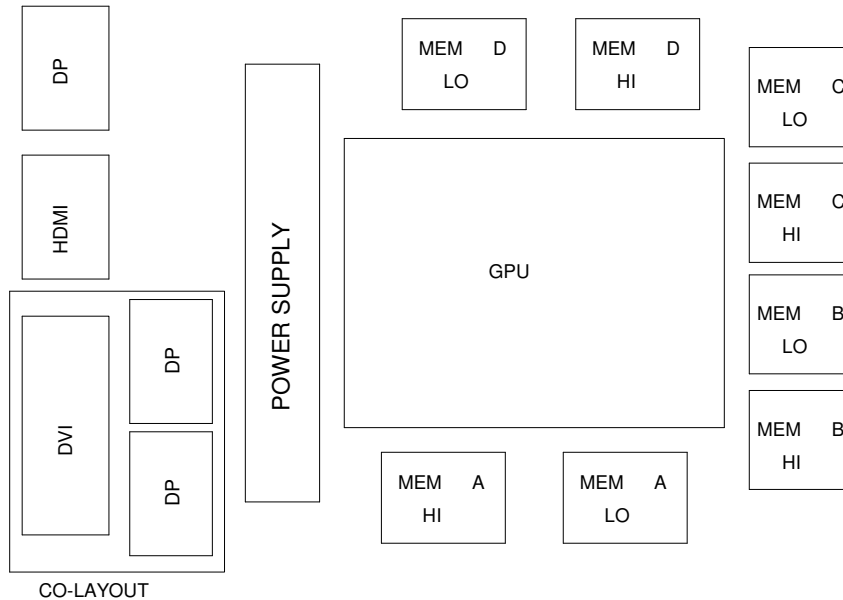 DP
HDMI
DVI
DP
DP
CO-LAYOUT
POWER SUPPLY
MEM D
LO
MEM D
HI
GPU
MEM A
HI
MEM A
LO
MEM C
LO
MEM C
HI
MEM B
LO
MEM B
HI